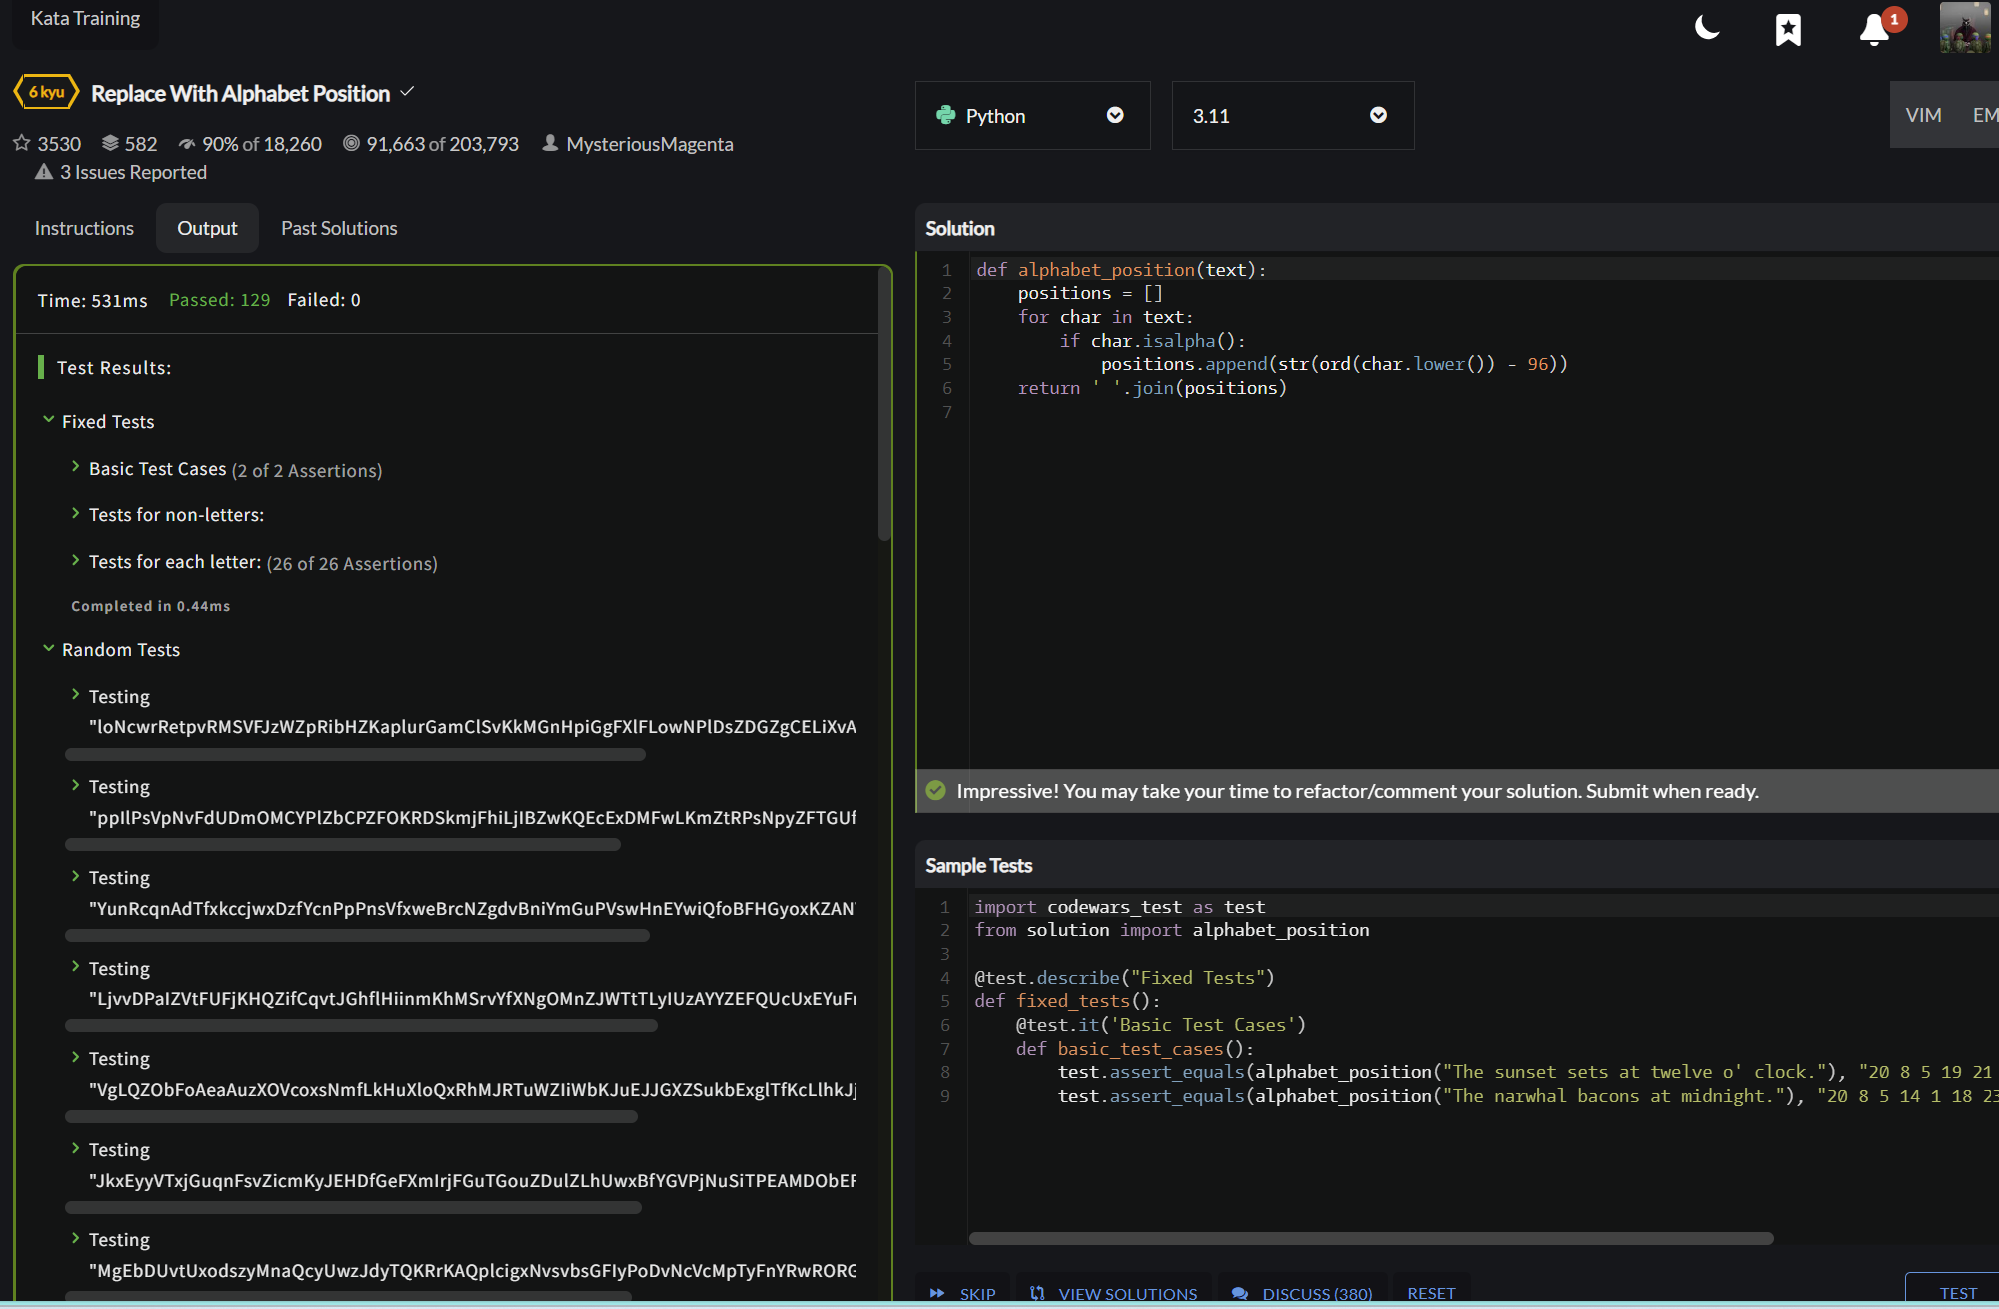 Kata Training
1
6 kyu
Replace With Alphabet Position
3530 582 90% of 18,260 91,663 of 203,793 MysteriousMagenta
3 Issues Reported
Python
3.11
VIM EM
Instructions Output Past Solutions
Time: 531ms Passed: 129 Failed: 0
Test Results:
Fixed Tests
Basic Test Cases (2 of 2 Assertions)
Tests for non-letters:
Tests for each letter: (26 of 26 Assertions)
Completed in 0.44ms
Random Tests
Testing
Testing
Testing
Testing
Testing
Testing
Testing
Solution
1 def alphabet_position(text):
2     positions = []
3     for char in text:
4         if char.isalpha():
5             positions.append(str(ord(char.lower()) - 96))
6     return ' '.join(positions)
7
Impressive! You may take your time to refactor/comment your solution. Submit when ready.
Sample Tests
1 import codewars_test as test
2 from solution import alphabet_position
3
4 @test.describe("Fixed Tests")
5 def fixed_tests():
6     @test.it('Basic Test Cases')
7     def basic_test_cases():
8         test.assert_equals(alphabet_position("The sunset sets at twelve o' clock."), "20 8 5 19 21
9         test.assert_equals(alphabet_position("The narwhal bacons at midnight."), "20 8 5 14 1 18 23
SKIP VIEW SOLUTIONS DISCUSS (380) RESET TEST